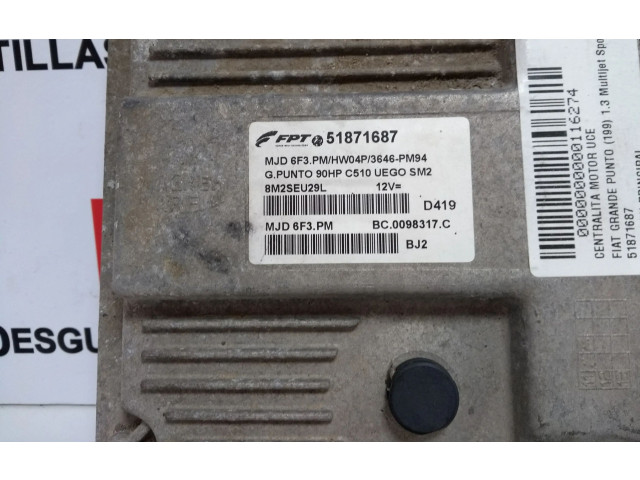 TILLAS
FPT 51871687
MJD 6F3.PM/HW04P/3646-PM94
G.PUNTO 90HP C510 UEGO SM2
8M2SEU29L 12V=
D419
MJD 6F3.PM BC.0098317.C
BJ2
0000000000116274
CENTRALITA MOTOR UCE
FIAT GRANDE PUNTO (199) 1.3 Multijet Spo
51871687
DESGU